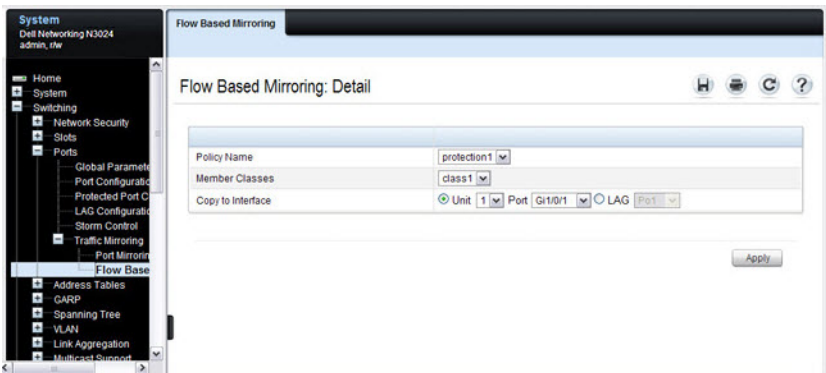 System
Dell Networking N3024
admin, r/w
Home
System
Switching
Network Security
Slots
Ports
Global Paramete
Port Configuratio
Protected Port C
LAG Configuratio
Storm Control
Traffic Mirroring
Port Mirrorin
Flow Base
Address Tables
GARP
Spanning Tree
VLAN
Link Aggregation
Multicast Support
Flow Based Mirroring
Flow Based Mirroring: Detail
?
Policy Name protection1
Member Classes class1
Copy to Interface Unit 1 Port Gi1/0/1 LAG Po1
Apply